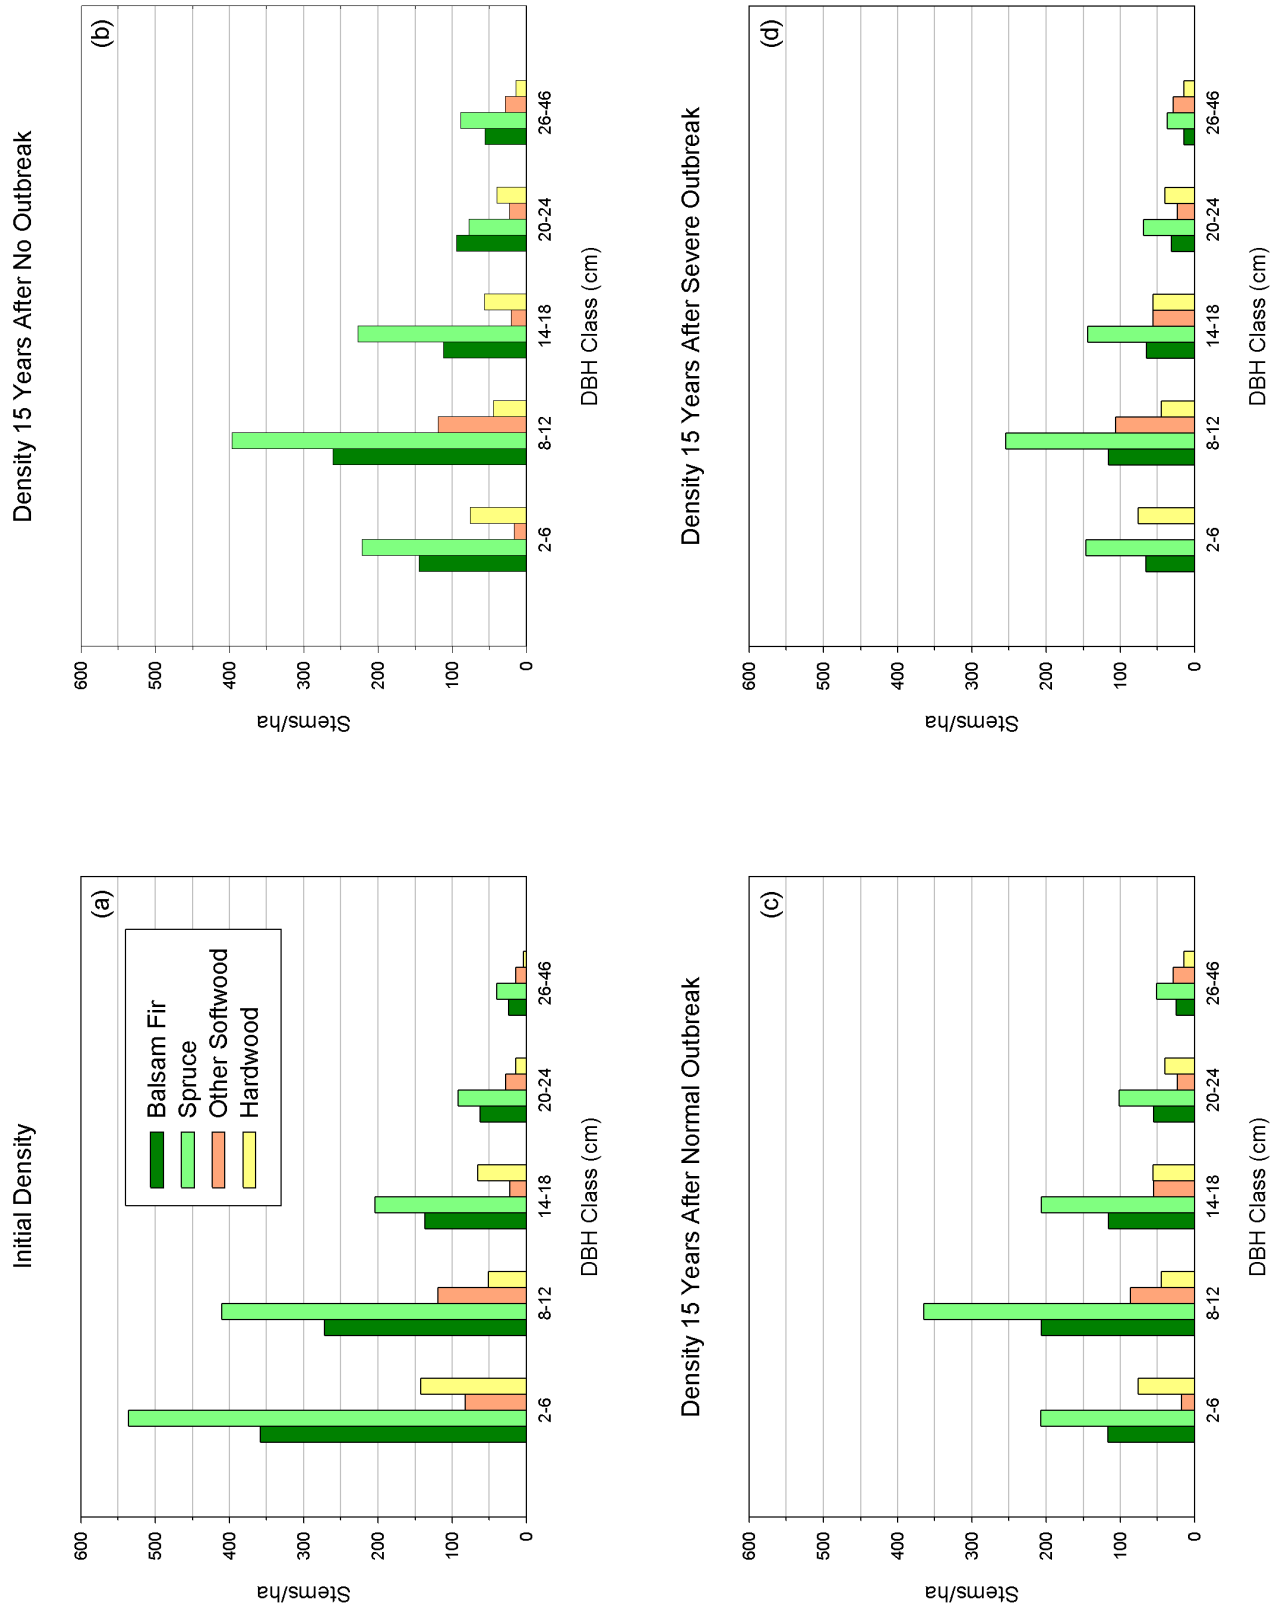 Initial Density
(a)
Balsam Fir
Spruce
Other Softwood
Hardwood
600
500
400
300
200
100
0
Stems/ha
2-6
8-12
14-18
20-24
26-46
DBH Class (cm)
Density 15 Years After No Outbreak
(b)
600
500
400
300
200
100
0
Stems/ha
2-6
8-12
14-18
20-24
26-46
DBH Class (cm)
Density 15 Years After Normal Outbreak
(c)
600
500
400
300
200
100
0
Stems/ha
2-6
8-12
14-18
20-24
26-46
DBH Class (cm)
Density 15 Years After Severe Outbreak
(d)
600
500
400
300
200
100
0
Stems/ha
2-6
8-12
14-18
20-24
26-46
DBH Class (cm)